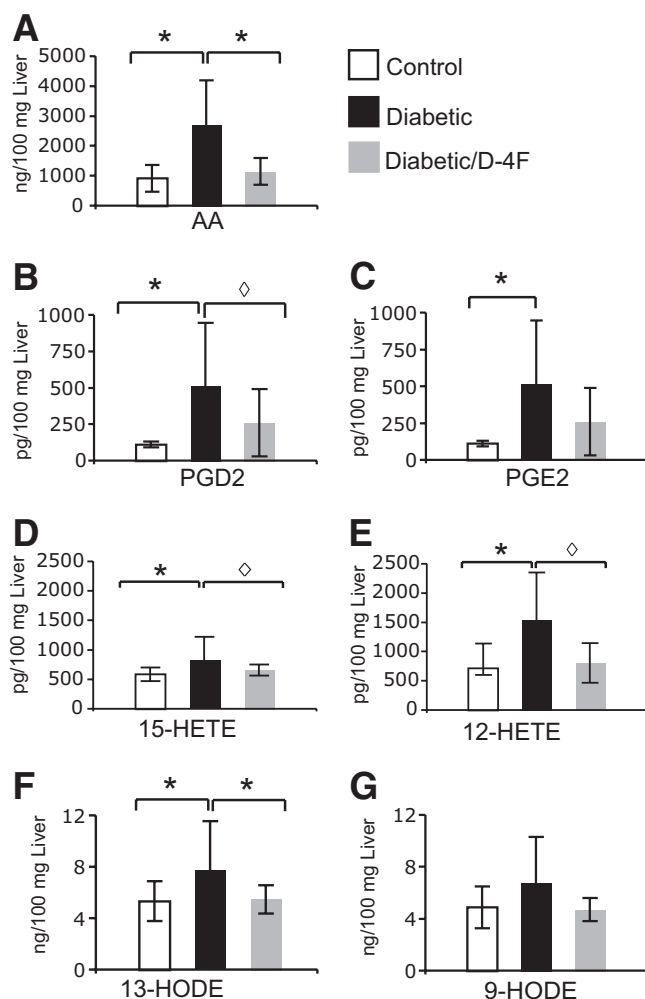 A
* *
5000
4000
3000
2000
1000
0
ng/100 mg Liver
AA
Control
Diabetic
Diabetic/D-4F
B
* ◊
1000
750
500
250
0
pg/100 mg Liver
PGD2
C
*
1000
750
500
250
0
pg/100 mg Liver
PGE2
D
* ◊
2500
2000
1500
1000
500
0
pg/100 mg Liver
15-HETE
E
* ◊
2500
2000
1500
1000
500
0
pg/100 mg Liver
12-HETE
F
* *
12
8
4
0
ng/100 mg Liver
13-HODE
G
12
8
4
0
ng/100 mg Liver
9-HODE